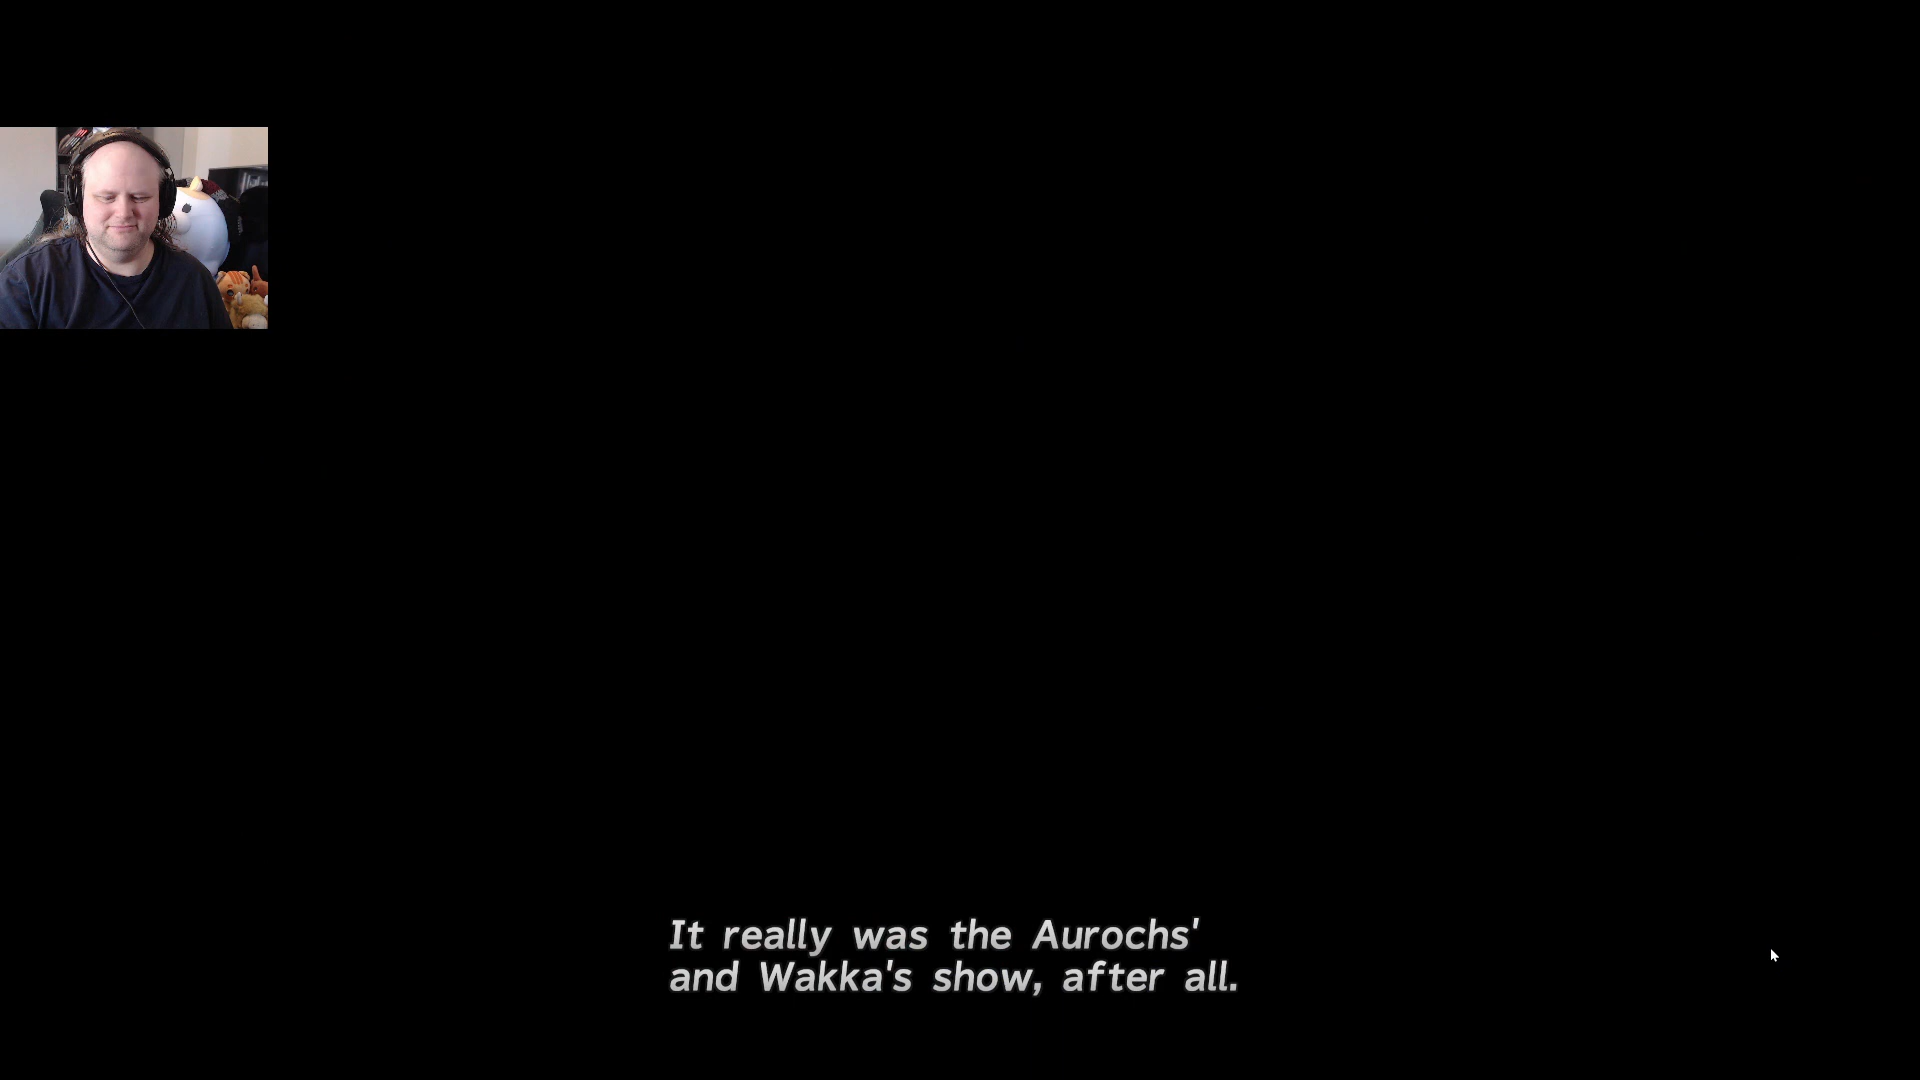 It really was the Aurochs'
and Wakka's show, after all.